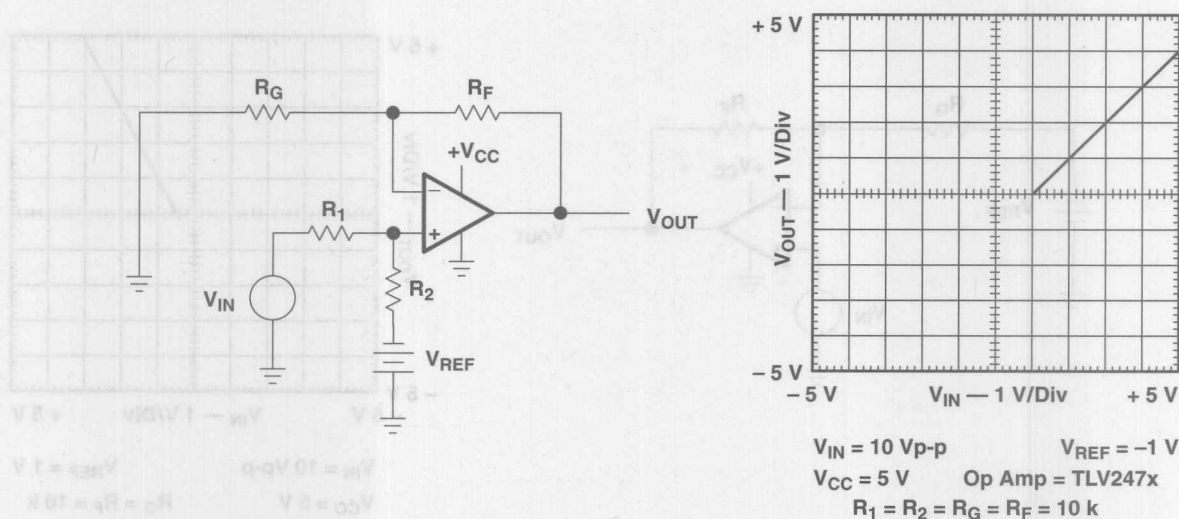 R_G
R_F
+V_CC
−
+
R_1
R_2
V_IN
V_REF
V_OUT
+ 5 V
V_OUT — 1 V/Div
– 5 V
– 5 V V_IN — 1 V/Div + 5 V
V_IN = 10 Vp-p V_REF = –1 V
V_CC = 5 V Op Amp = TLV247x
R_1 = R_2 = R_G = R_F = 10 k